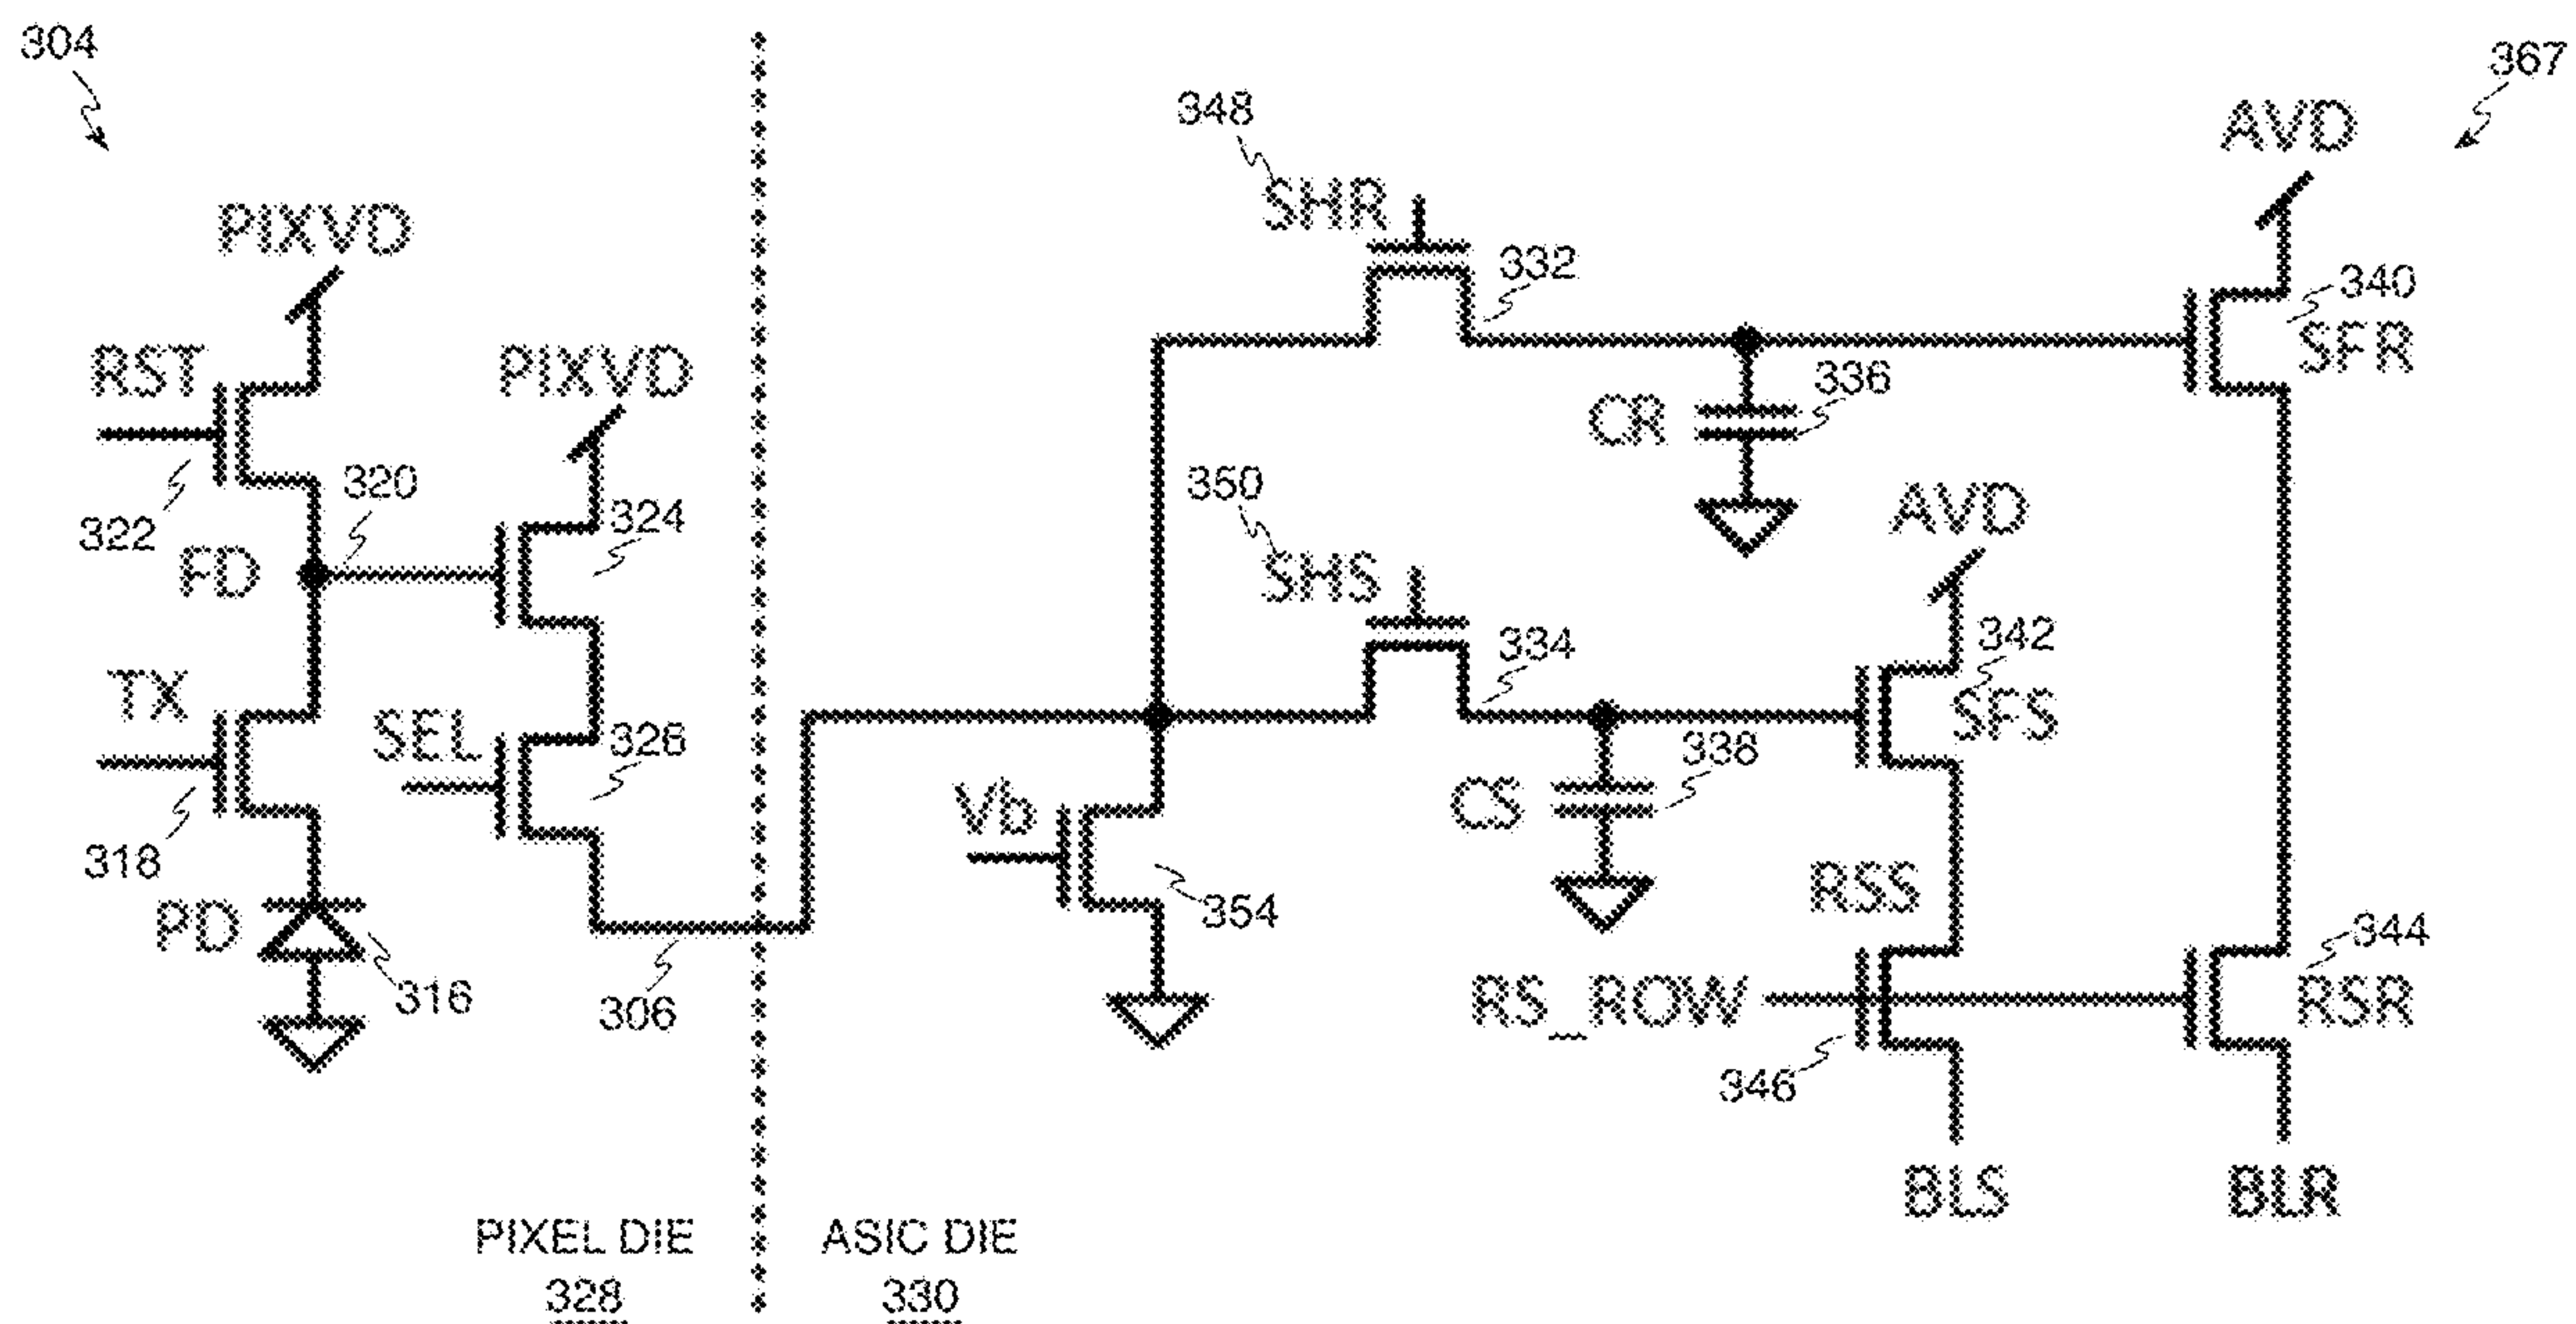 304
367
348
AVD
SHR
PIXVD
332
340
SFR
RST
PIXVD
CR
336
320
350
324
AVD
322
FD
SHS
342
334
TX
SFS
SEL
326
338
Vb
CS
318
RSS
354
PD
344
316
306
RS_ROW
RSR
346
BLS
BLR
PIXEL DIE
ASIC DIE
328
330